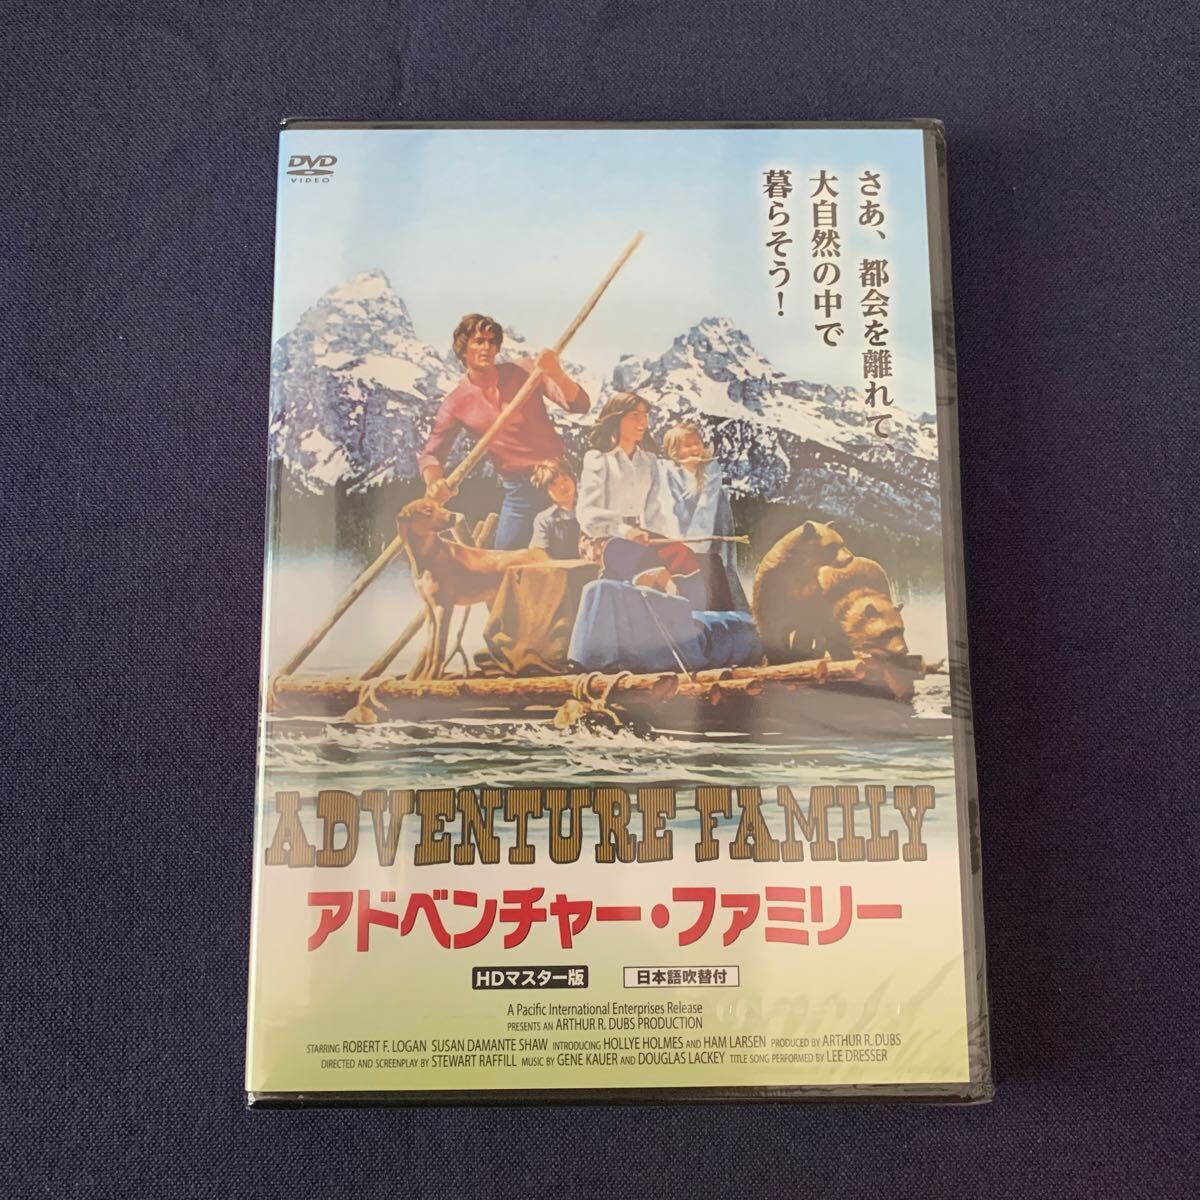 DVD
VIDEO
さあ、都会を離れて、
大自然の中で
暮らそう！
ADVENTURE FAMILY
アドベンチャー・ファミリー
HDマスター版
日本語吹替付
A Pacific International Enterprises Release
PRESENTS AN ARTHUR R. DUBS PRODUCTION
STARRING ROBERT F. LOGAN SUSAN DAMANTE SHAW INTRODUCING HOLLYE HOLMES AND HAM LARSEN PRODUCED BY ARTHUR R. DUBS
DIRECTED AND SCREENPLAY BY STEWART RAFFILL MUSIC BY GENE KAUER AND DOUGLAS LACKEY TITLE SONG PERFORMED BY LEE DRESSER